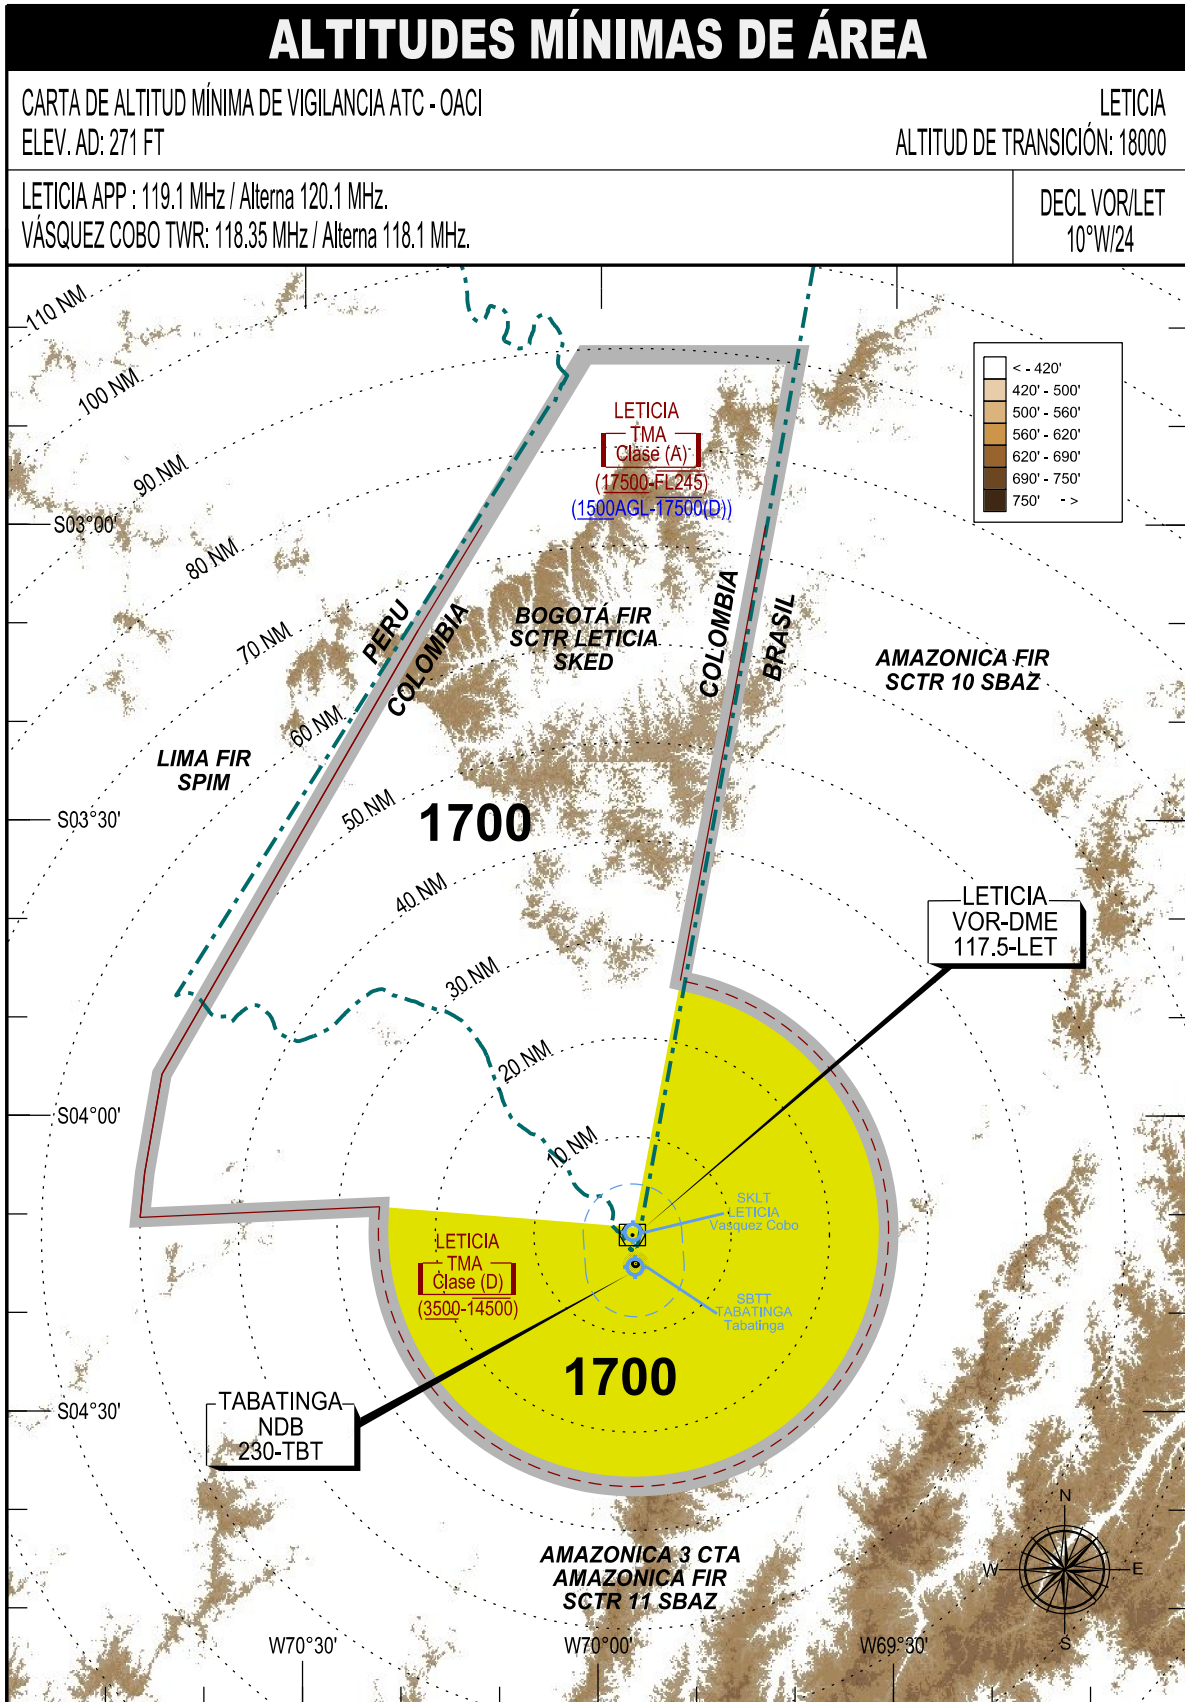 ALTITUDES MÍNIMAS DE ÁREA
CARTA DE ALTITUD MÍNIMA DE VIGILANCIA ATC - OACI
ELEV. AD: 271 FT
LETICIA
ALTITUD DE TRANSICIÓN: 18000
LETICIA APP : 119.1 MHz / Alterna 120.1 MHz.
VÁSQUEZ COBO TWR: 118.35 MHz / Alterna 118.1 MHz.
DECL VOR/LET
10°W/24
110 NM
100 NM
90 NM
80 NM
70 NM
60 NM
50 NM
40 NM
30 NM
20 NM
10 NM
< - 420'
420' - 500'
500' - 560'
560' - 620'
620' - 690'
690' - 750'
750' - >
LETICIA
TMA
Clase (A)
(17500-FL245)
(1500AGL-17500(D))
S03°00'
PERU
COLOMBIA
BOGOTÁ FIR
SCTR LETICIA
SKED
COLOMBIA
BRASIL
AMAZONICA FIR
SCTR 10 SBAZ
LIMA FIR
SPIM
1700
S03°30'
LETICIA
VOR-DME
117.5-LET
S04°00'
SKLT
LETICIA
Vasquez Cobo
LETICIA
TMA
Clase (D)
(3500-14500)
SBTT
TABATINGA
Tabatinga
1700
TABATINGA
NDB
230-TBT
S04°30'
AMAZONICA 3 CTA
AMAZONICA FIR
SCTR 11 SBAZ
N
W
E
S
W70°30'
W70°00'
W69°30'